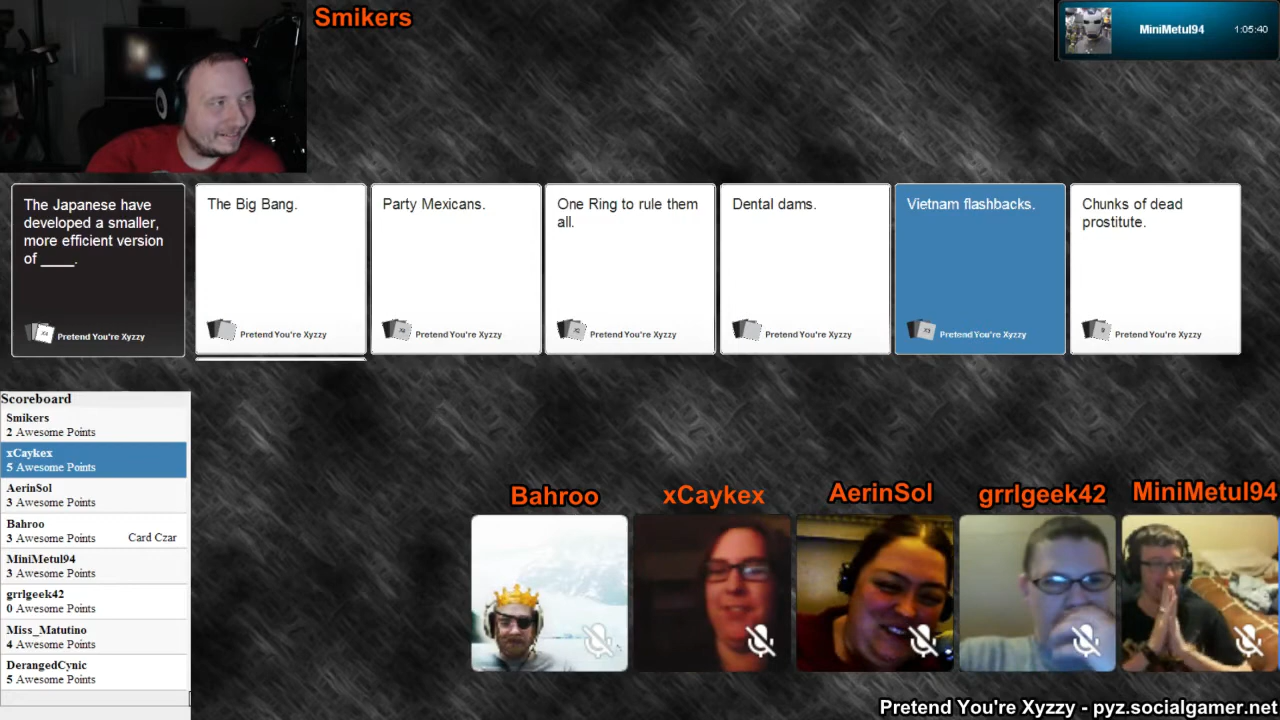 Smikers
MiniMetul94
1:05:40
The Japanese have
developed a smaller,
more efficient version
of ____.
Pretend You're Xyzzy
The Big Bang.
Pretend You're Xyzzy
Party Mexicans.
Pretend You're Xyzzy
One Ring to rule them
all.
Pretend You're Xyzzy
Dental dams.
Pretend You're Xyzzy
Vietnam flashbacks.
Pretend You're Xyzzy
Chunks of dead
prostitute.
Pretend You're Xyzzy
Scoreboard
Smikers
2 Awesome Points
xCaykex
5 Awesome Points
AerinSol
3 Awesome Points
Bahroo
3 Awesome Points Card Czar
MiniMetul94
3 Awesome Points
grrlgeek42
0 Awesome Points
Miss_Matutino
4 Awesome Points
DerangedCynic
5 Awesome Points
Bahroo
xCaykex
AerinSol
grrlgeek42
MiniMetul94
Pretend You're Xyzzy - pyz.socialgamer.net